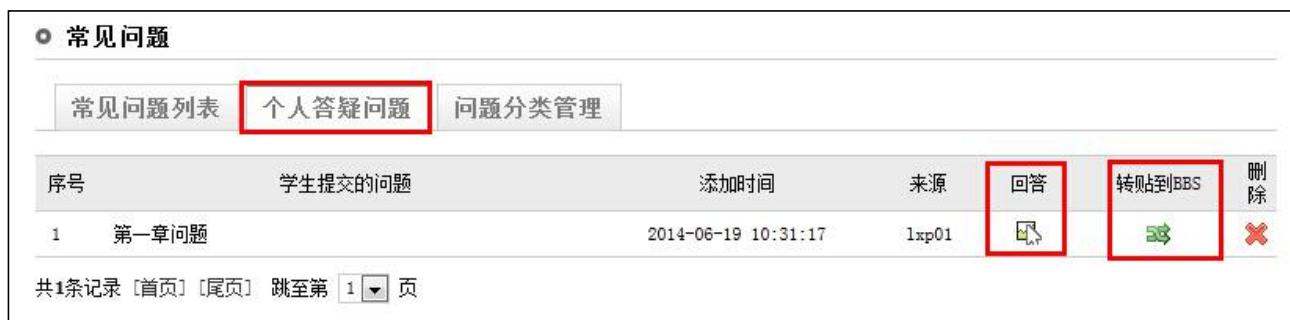 常见问题
常见问题列表 个人答疑问题 问题分类管理
序号 学生提交的问题 添加时间 来源 回答 转贴到BBS 删除
1 第一章问题 2014-06-19 10:31:17 lxp01
共1条记录 [首页] [尾页] 跳至第 1 页